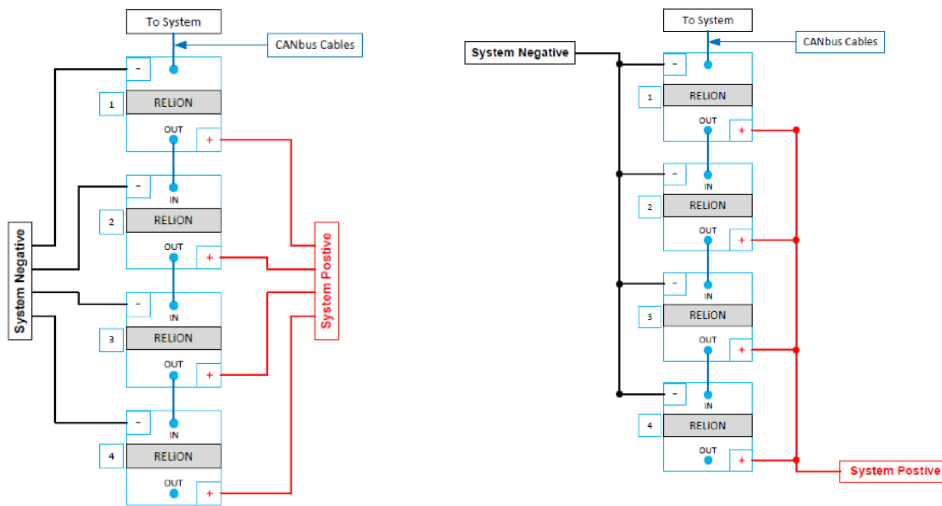 To System
CANbus Cables
-
1
RELiON
OUT
+
-
IN
2
RELiON
OUT
+
System Negative
System Postive
-
IN
3
RELiON
OUT
+
-
IN
4
RELiON
OUT
+
To System
CANbus Cables
System Negative
-
1
RELiON
OUT
+
-
IN
2
RELiON
OUT
+
-
IN
3
RELiON
OUT
+
-
IN
4
RELiON
OUT
+
System Postive